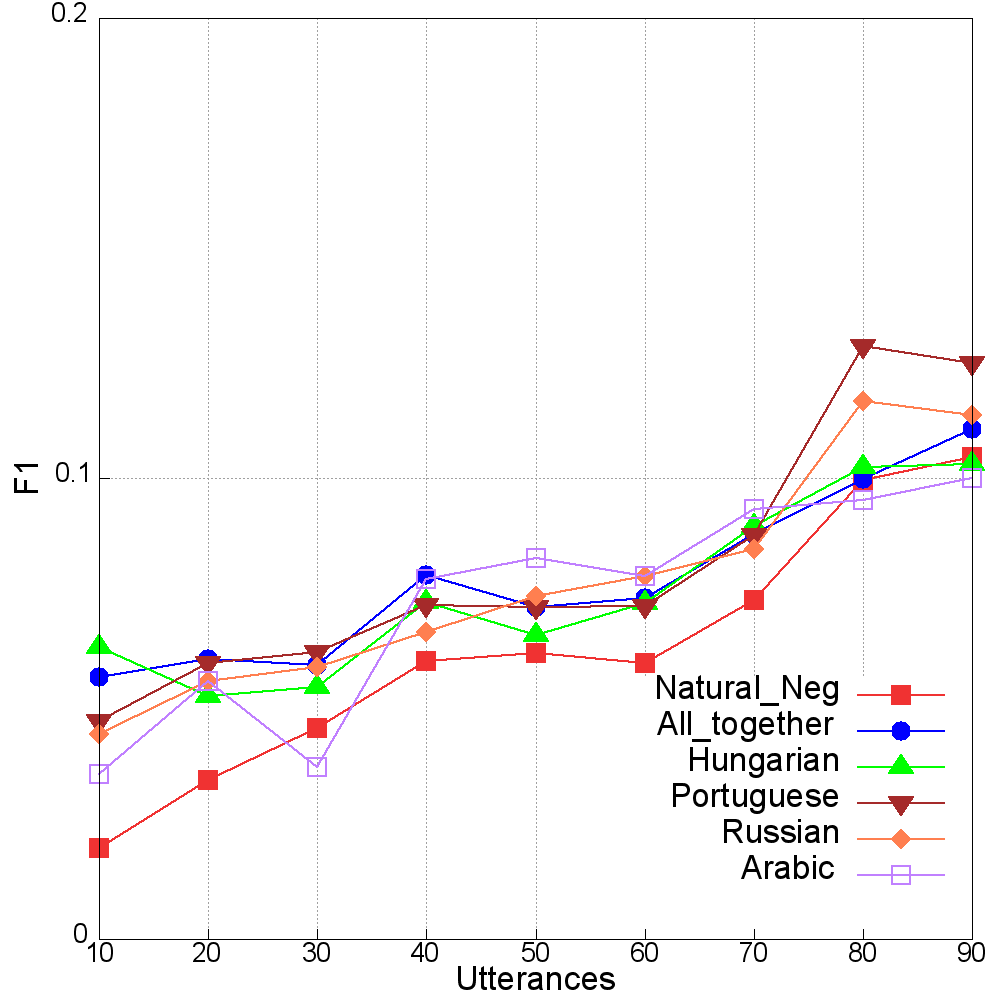 0.2
0.1
0
F1
Natural_Neg
All_together
Hungarian
Portuguese
Russian
Arabic
10 20 30 40 50 60 70 80 90
Utterances